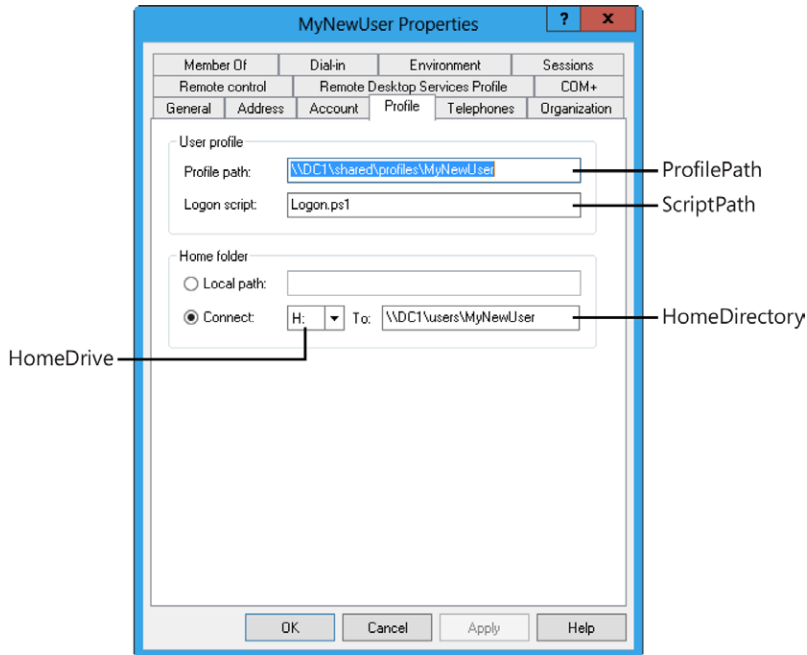 MyNewUser Properties
? x
Member Of Dial-in Environment Sessions
Remote control Remote Desktop Services Profile COM+
General Address Account Profile Telephones Organization
User profile
Profile path: \\DC1\shared\profiles\MyNewUser ProfilePath
Logon script: Logon.ps1 ScriptPath
Home folder
Local path:
Connect: H: To: \\DC1\users\MyNewUser HomeDirectory
HomeDrive
OK Cancel Apply Help